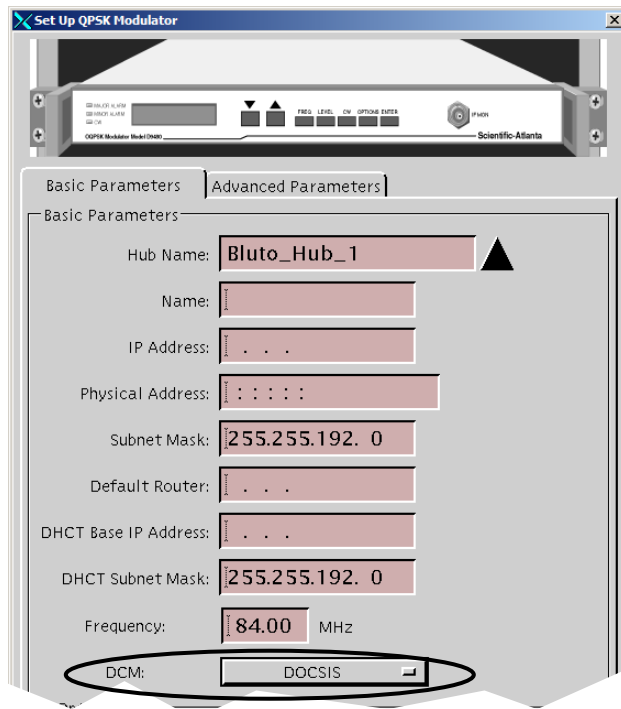 Set Up QPSK Modulator
MAJOR ALARM
MINOR ALARM
CW
FREQ LEVEL CW OPTIONS ENTER
IF MON
QPSK Modulator Model D9480
Scientific-Atlanta
Basic Parameters
Advanced Parameters
Basic Parameters
Hub Name: Bluto_Hub_1
Name:
IP Address: . . .
Physical Address: : : : : :
Subnet Mask: 255.255.192. 0
Default Router: . . .
DHCT Base IP Address: . . .
DHCT Subnet Mask: 255.255.192. 0
Frequency: 84.00 MHz
DCM: DOCSIS